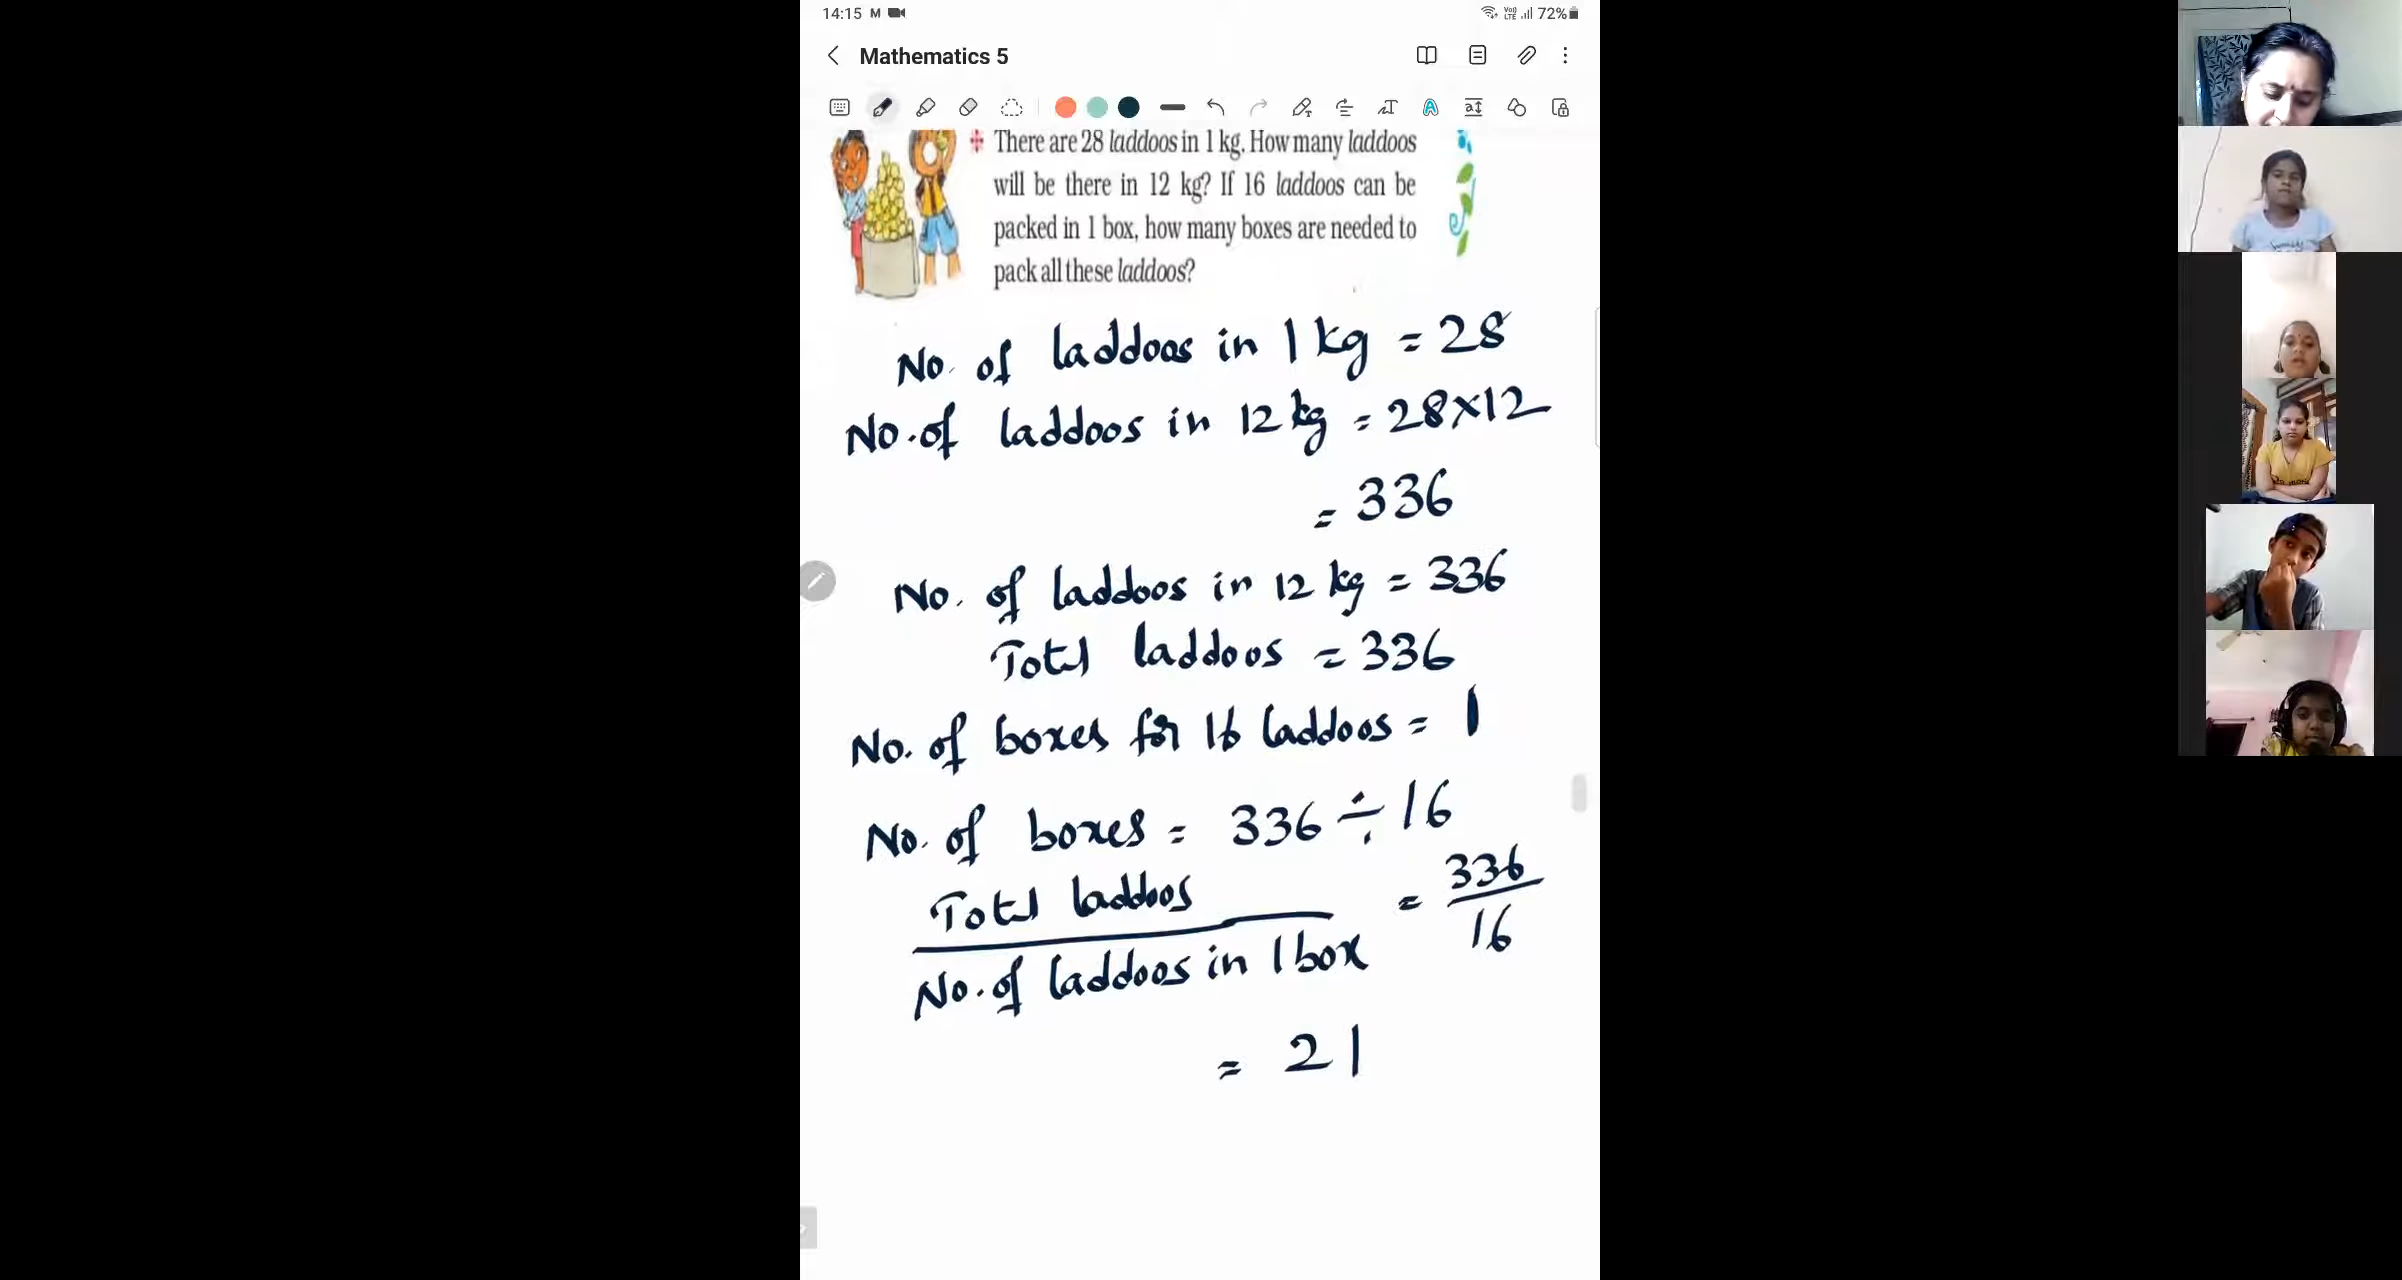 14:15 M 72%
Mathematics 5
There are 28 laddoos in 1 kg. How many laddoos
will be there in 12 kg? If 16 laddoos can be
packed in 1 box, how many boxes are needed to
pack all these laddoos?
No. of laddoos in 1 kg = 28
No. of laddoos in 12 kg = 28×12
= 336
No. of laddoos in 12 kg = 336
Total laddoos = 336
No. of boxes for 16 laddoos = 1
No. of boxes = 336 ÷ 16
Total laddoos
No. of laddoos in 1 box
= 336
16
= 21